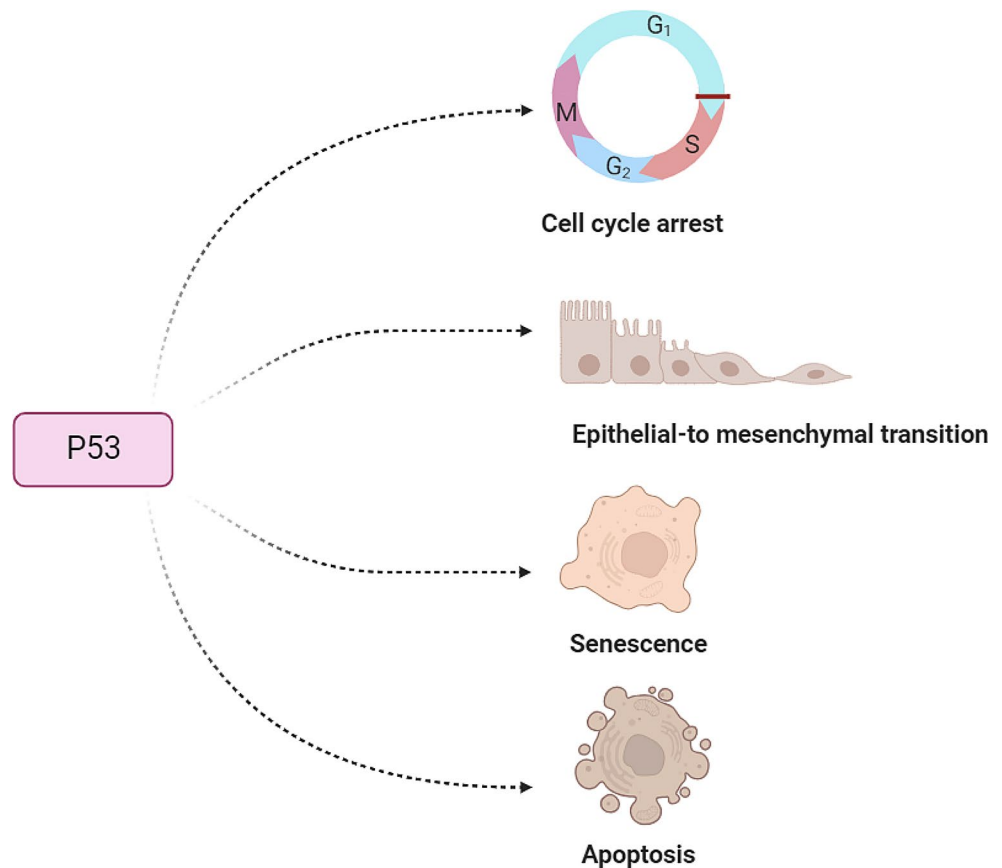 G₁
M
S
G₂
Cell cycle arrest
Epithelial-to mesenchymal transition
P53
Senescence
Apoptosis